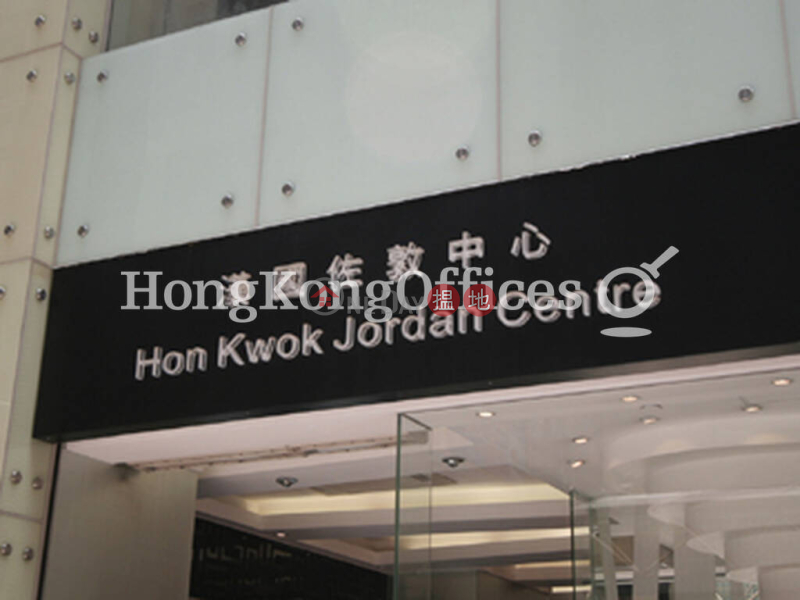 漢國佐敦中心
HongKongOffices
搵地
Hon Kwok Jordan Centre